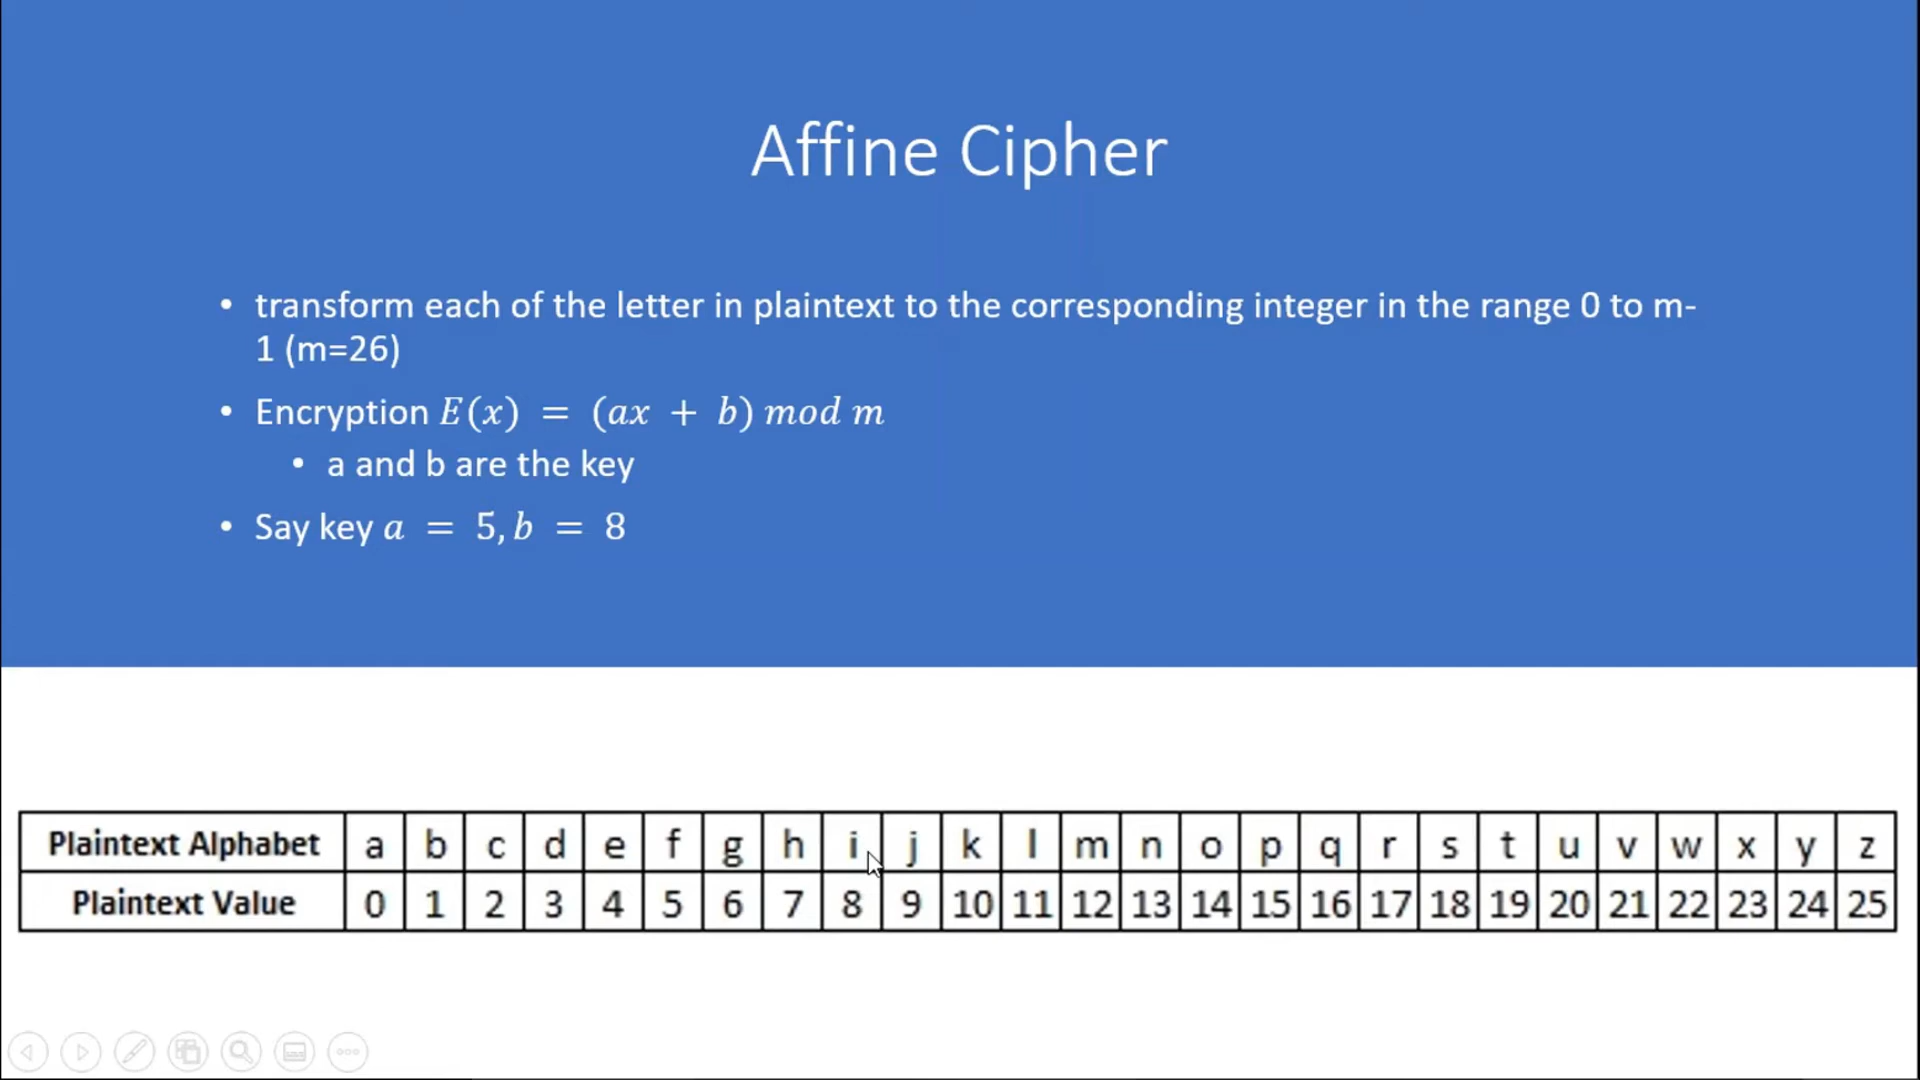 Affine Cipher
• transform each of the letter in plaintext to the corresponding integer in the range 0 to m-
1 (m=26)
• Encryption E(x) = (ax + b) mod m
• a and b are the key
• Say key a = 5, b = 8
Plaintext Alphabet a b c d e f g h i j k l m n o p q r s t u v w x y z
Plaintext Value 0 1 2 3 4 5 6 7 8 9 10 11 12 13 14 15 16 17 18 19 20 21 22 23 24 25